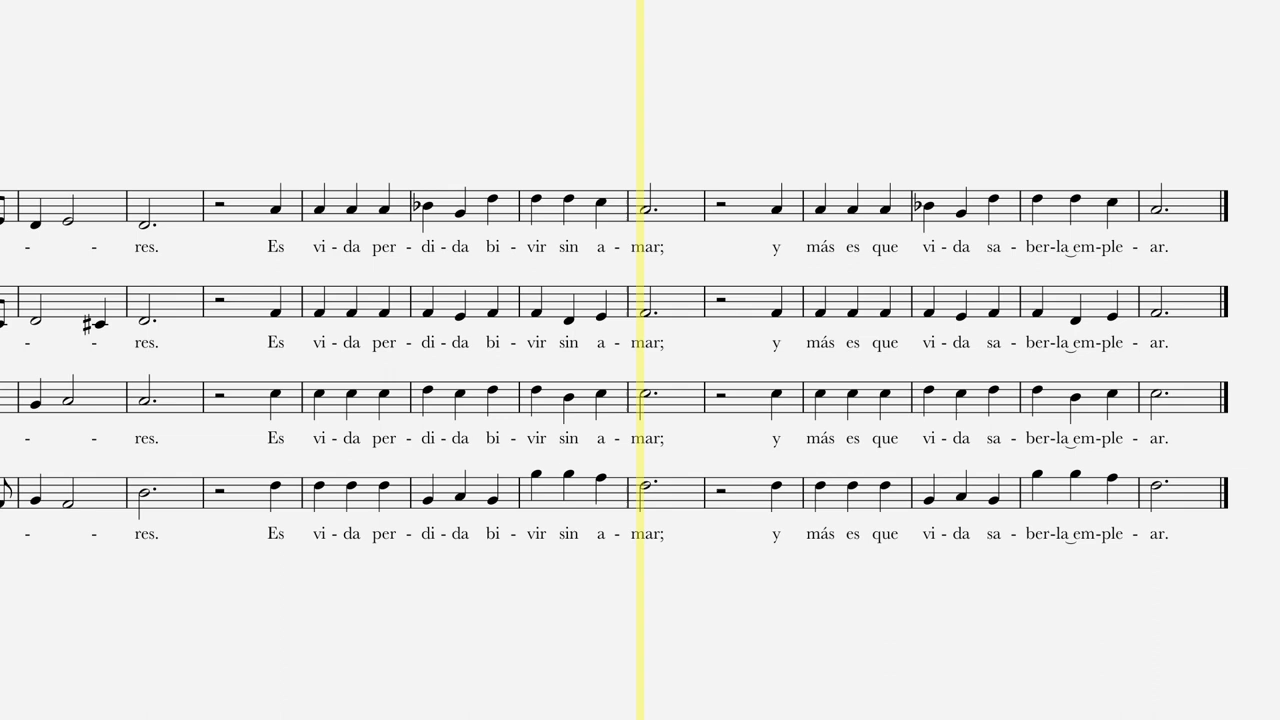 - - res. Es vi - da per - di - da bi - vir sin a - mar; y más es que vi - da sa - ber-la‿em-ple - ar.
- - res. Es vi - da per - di - da bi - vir sin a - mar; y más es que vi - da sa - ber-la‿em-ple - ar.
- - res. Es vi - da per - di - da bi - vir sin a - mar; y más es que vi - da sa - ber-la‿em-ple - ar.
- - res. Es vi - da per - di - da bi - vir sin a - mar; y más es que vi - da sa - ber-la‿em-ple - ar.